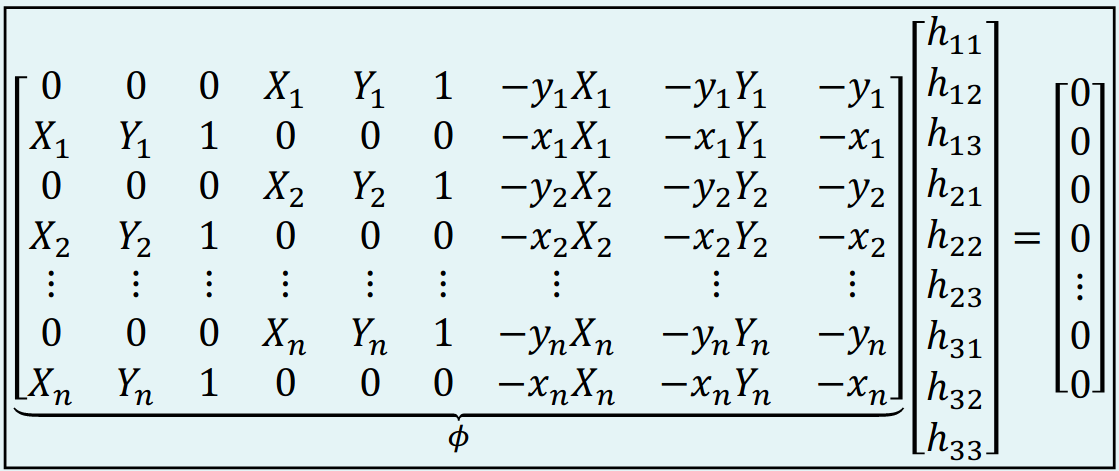 0 0 0 X₁ Y₁ 1 −y₁X₁ −y₁Y₁ −y₁ h₁₁ 0
X₁ Y₁ 1 0 0 0 −x₁X₁ −x₁Y₁ −x₁ h₁₂ 0
0 0 0 X₂ Y₂ 1 −y₂X₂ −y₂Y₂ −y₂ h₁₃ 0
X₂ Y₂ 1 0 0 0 −x₂X₂ −x₂Y₂ −x₂ h₂₁ 0
⋮ ⋮ ⋮ ⋮ ⋮ ⋮ ⋮ ⋮ ⋮ h₂₂ = ⋮
0 0 0 Xₙ Yₙ 1 −yₙXₙ −yₙYₙ −yₙ h₂₃ 0
Xₙ Yₙ 1 0 0 0 −xₙXₙ −xₙYₙ −xₙ h₃₁ 0
h₃₂
h₃₃
ϕ